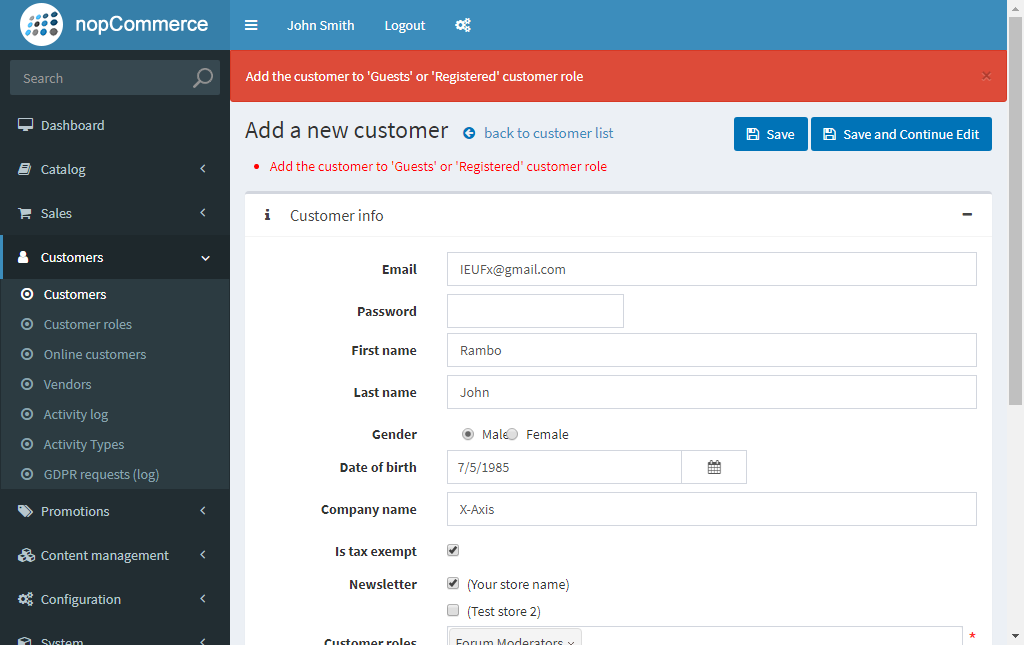 nopCommerce
John Smith
Logout
Search
Add the customer to 'Guests' or 'Registered' customer role
×
Dashboard
Catalog
Sales
Customers
Customers
Customer roles
Online customers
Vendors
Activity log
Activity Types
GDPR requests (log)
Promotions
Content management
Configuration
System
Add a new customer
back to customer list
Save
Save and Continue Edit
Add the customer to 'Guests' or 'Registered' customer role
Customer info
Email
IEUFx@gmail.com
Password
First name
Rambo
Last name
John
Gender
Male
Female
Date of birth
7/5/1985
Company name
X-Axis
Is tax exempt
Newsletter
(Your store name)
(Test store 2)
Customer roles
Forum Moderators
*